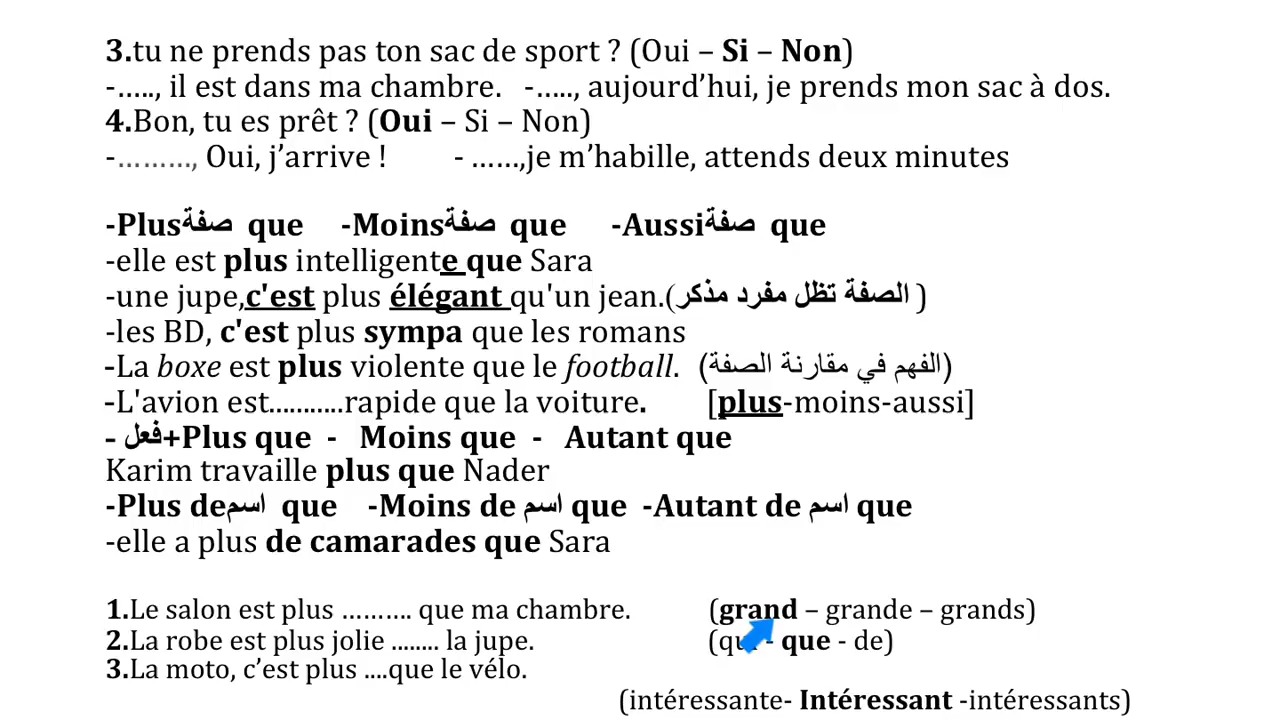 3.tu ne prends pas ton sac de sport ? (Oui – Si – Non)
-….., il est dans ma chambre. -….., aujourd’hui, je prends mon sac à dos.
4.Bon, tu es prêt ? (Oui – Si – Non)
-………, Oui, j’arrive ! - ……,je m’habille, attends deux minutes
-Plusصفة que -Moinsصفة que -Aussiصفة que
-elle est plus intelligente que Sara
-une jupe,c'est plus élégant qu'un jean.(الصفة تظل مفرد مذكر )
-les BD, c'est plus sympa que les romans
-La boxe est plus violente que le football. (الفهم في مقارنة الصفة)
-L'avion est………..rapide que la voiture. [plus-moins-aussi]
- فعل+Plus que - Moins que - Autant que
Karim travaille plus que Nader
-Plus deاسم que -Moins de اسم que -Autant de اسم que
-elle a plus de camarades que Sara
1.Le salon est plus ………. que ma chambre. (grand – grande – grands)
2.La robe est plus jolie ........ la jupe. (qui - que - de)
3.La moto, c’est plus ....que le vélo.
(intéressante- Intéressant -intéressants)